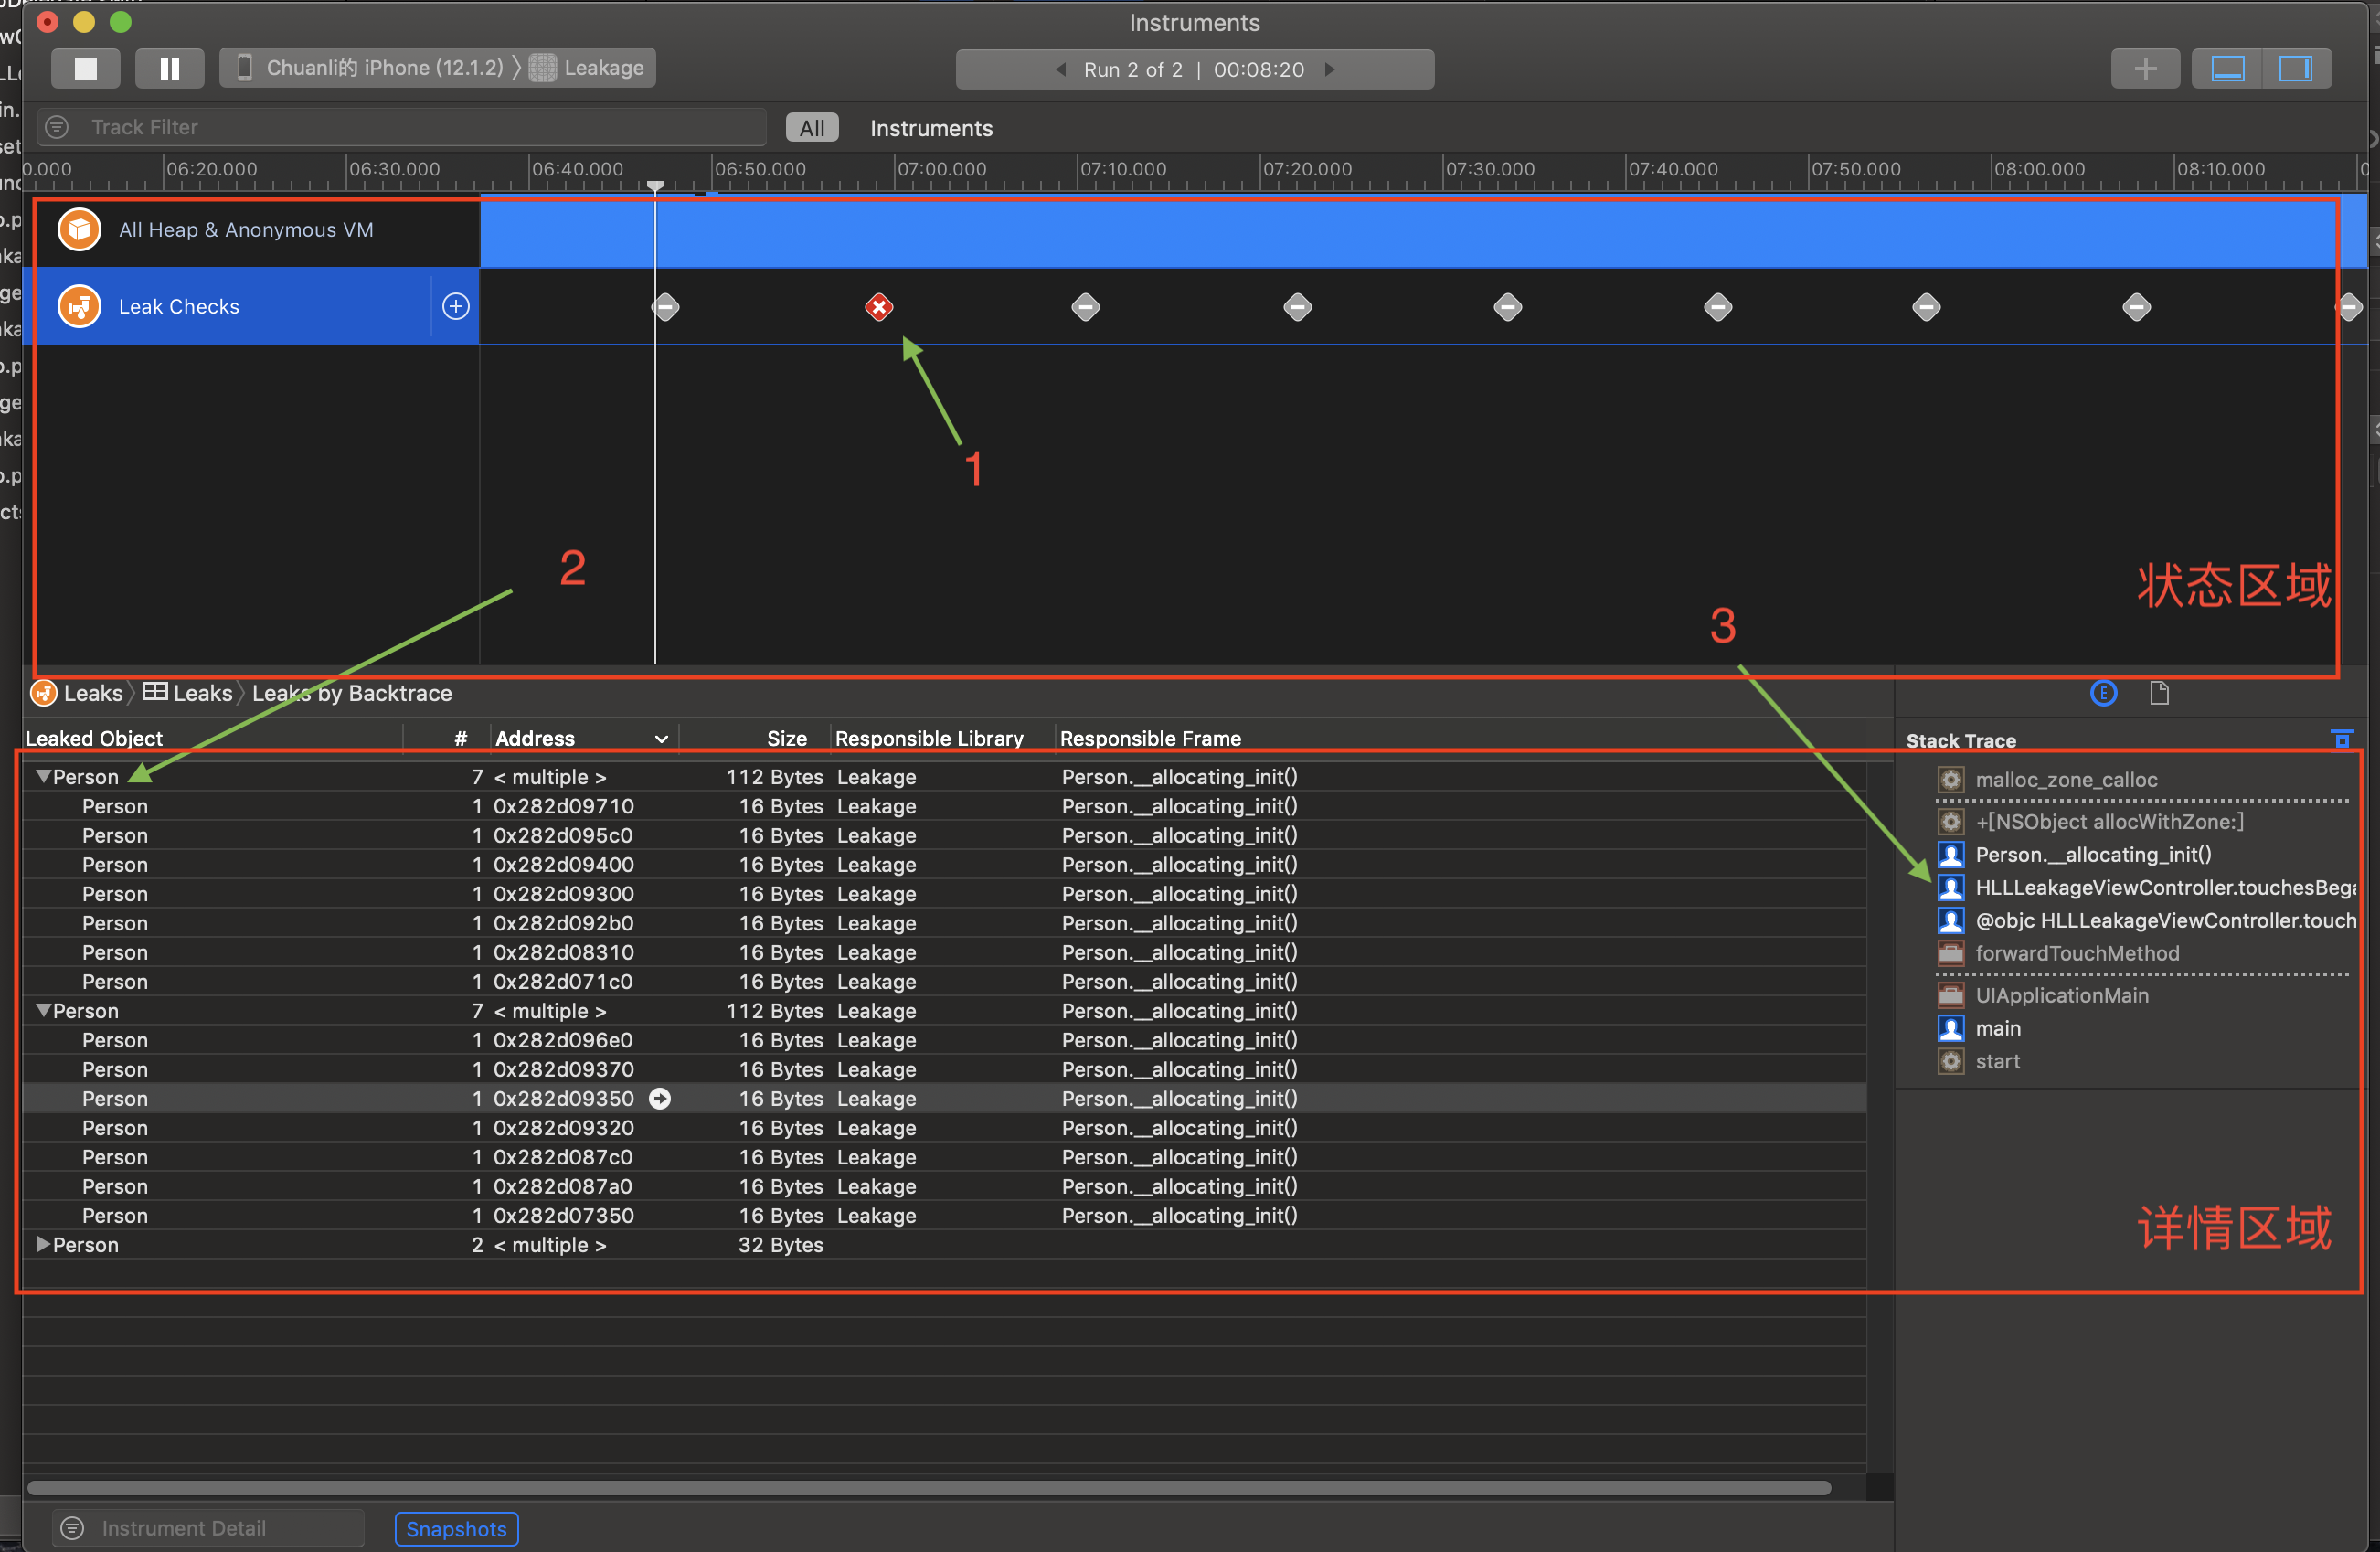 Instruments
Chuanli的 iPhone (12.1.2) Leakage
Run 2 of 2 | 00:08:20
Track Filter
All Instruments
0.000 06:20.000 06:30.000 06:40.000 06:50.000 07:00.000 07:10.000 07:20.000 07:30.000 07:40.000 07:50.000 08:00.000 08:10.000
All Heap & Anonymous VM
Leak Checks
1
2
3
状态区域
Leaks Leaks Leaks by Backtrace
Leaked Object # Address Size Responsible Library Responsible Frame
Person 7 < multiple > 112 Bytes Leakage Person.__allocating_init()
Person 1 0x282d09710 16 Bytes Leakage Person.__allocating_init()
Person 1 0x282d095c0 16 Bytes Leakage Person.__allocating_init()
Person 1 0x282d09400 16 Bytes Leakage Person.__allocating_init()
Person 1 0x282d09300 16 Bytes Leakage Person.__allocating_init()
Person 1 0x282d092b0 16 Bytes Leakage Person.__allocating_init()
Person 1 0x282d08310 16 Bytes Leakage Person.__allocating_init()
Person 1 0x282d071c0 16 Bytes Leakage Person.__allocating_init()
Person 7 < multiple > 112 Bytes Leakage Person.__allocating_init()
Person 1 0x282d096e0 16 Bytes Leakage Person.__allocating_init()
Person 1 0x282d09370 16 Bytes Leakage Person.__allocating_init()
Person 1 0x282d09350 16 Bytes Leakage Person.__allocating_init()
Person 1 0x282d09320 16 Bytes Leakage Person.__allocating_init()
Person 1 0x282d087c0 16 Bytes Leakage Person.__allocating_init()
Person 1 0x282d087a0 16 Bytes Leakage Person.__allocating_init()
Person 1 0x282d07350 16 Bytes Leakage Person.__allocating_init()
Person 2 < multiple > 32 Bytes
E
Stack Trace
malloc_zone_calloc
+[NSObject allocWithZone:]
Person.__allocating_init()
HLLLeakageViewController.touchesBega
@objc HLLLeakageViewController.touch
forwardTouchMethod
UIApplicationMain
main
start
详情区域
Instrument Detail
Snapshots